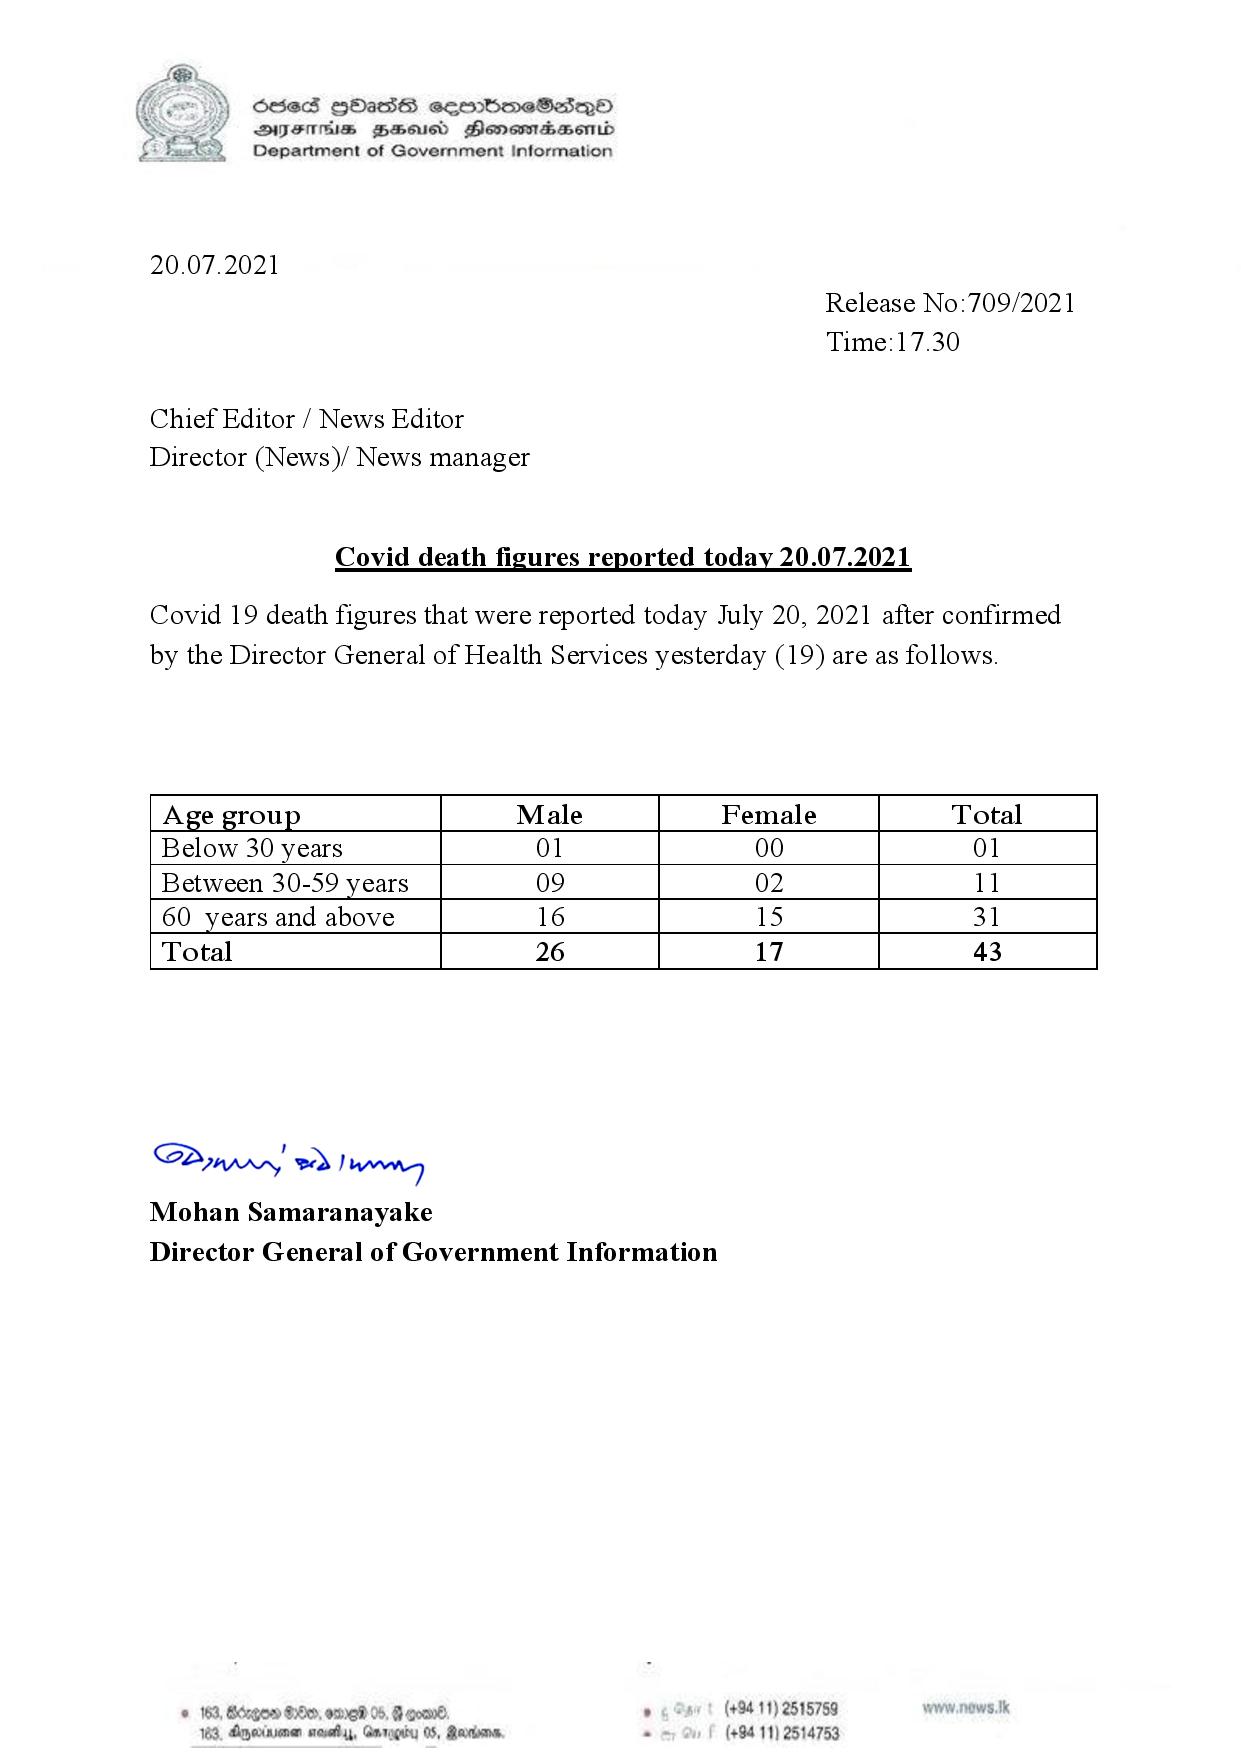 රජයේ ප්‍රවෘත්ති දෙපාර්තමේන්තුව
அரசாங்க தகவல் திணைக்களம்
Department of Government Information
20.07.2021
Release No:709/2021
Time:17.30
Chief Editor / News Editor
Director (News)/ News manager
Covid death figures reported today 20.07.2021
Covid 19 death figures that were reported today July 20, 2021 after confirmed
by the Director General of Health Services yesterday (19) are as follows.
Age group Male Female Total
Below 30 years 01 00 01
Between 30-59 years 09 02 11
60 years and above 16 15 31
Total 26 17 43
Mohan Samaranayake
Director General of Government Information
163, කිරුලපන මාවත, කොළඹ 05, ශ්‍රී ලංකාව.
163, கிருலப்பனை எவனியூ, கொழும்பு 05, இலங்கை.
(+94 11) 2515759
(+94 11) 2514753
www.news.lk